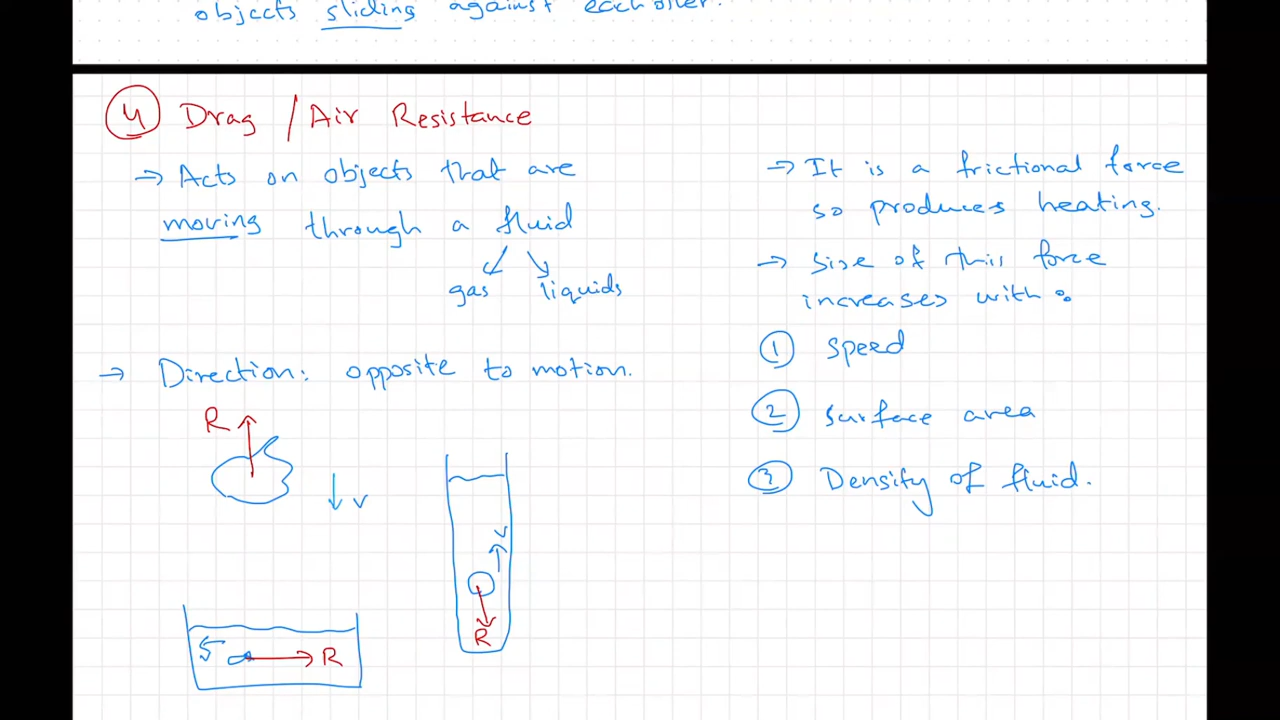 objects sliding against each other.
4 Drag / Air Resistance
→ Acts on objects that are
moving through a fluid
gas liquids
→ Direction: opposite to motion.
R
v
v
R
R
→ It is a frictional force
so produces heating.
→ Size of this force
increases with :
1 Speed
2 Surface area
3 Density of fluid.